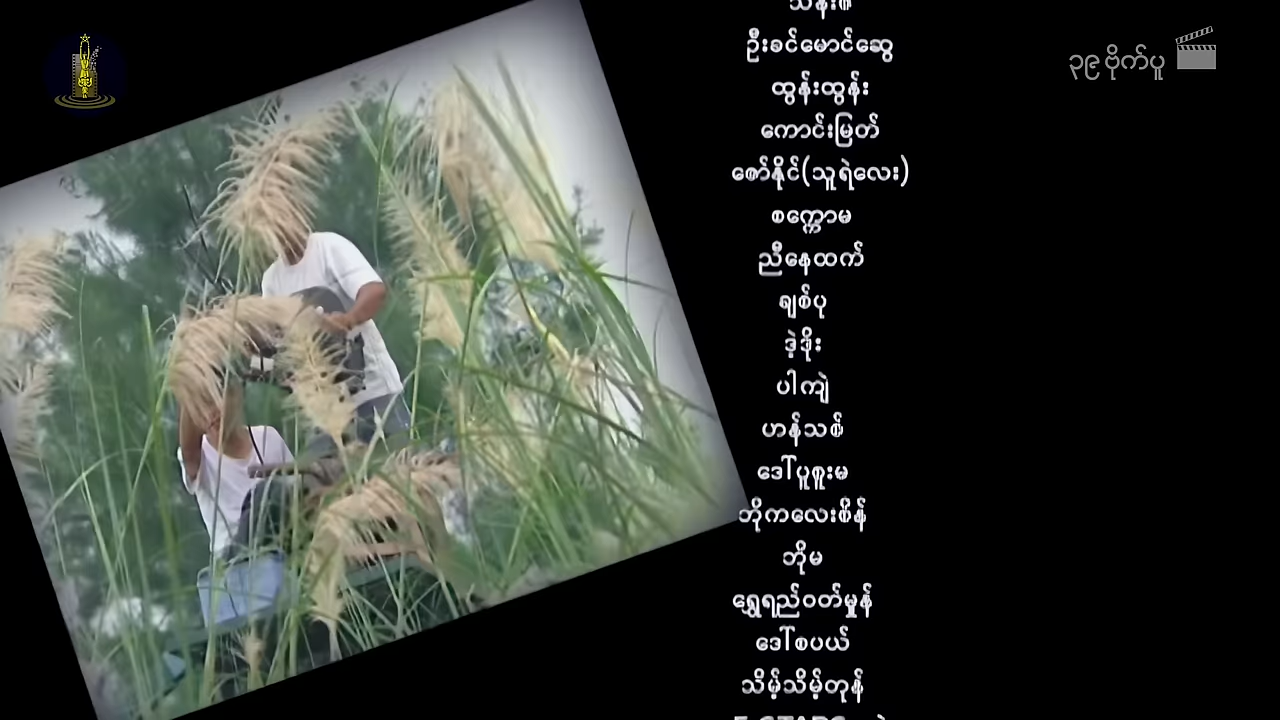 ဦးခင်မောင်ဆွေ
၃၉ ဗိုက်ပူ
ထွန်းထွန်း
ကောင်းမြတ်
ဇော်နိုင်(သူရဲလေး)
စက္ကောမ
ညီနေထက်
ချစ်ပု
ဒဲ့ဖိုး
ပါကျဲ
ဟန်သစ်
ဒေါ်ပူစူးမ
ဘိုကလေးစိန်
ဘိုမ
ရွှေရည်ဝတ်မှုန်
ဒေါ်စပယ်
သိမ့်သိမ့်တုန်